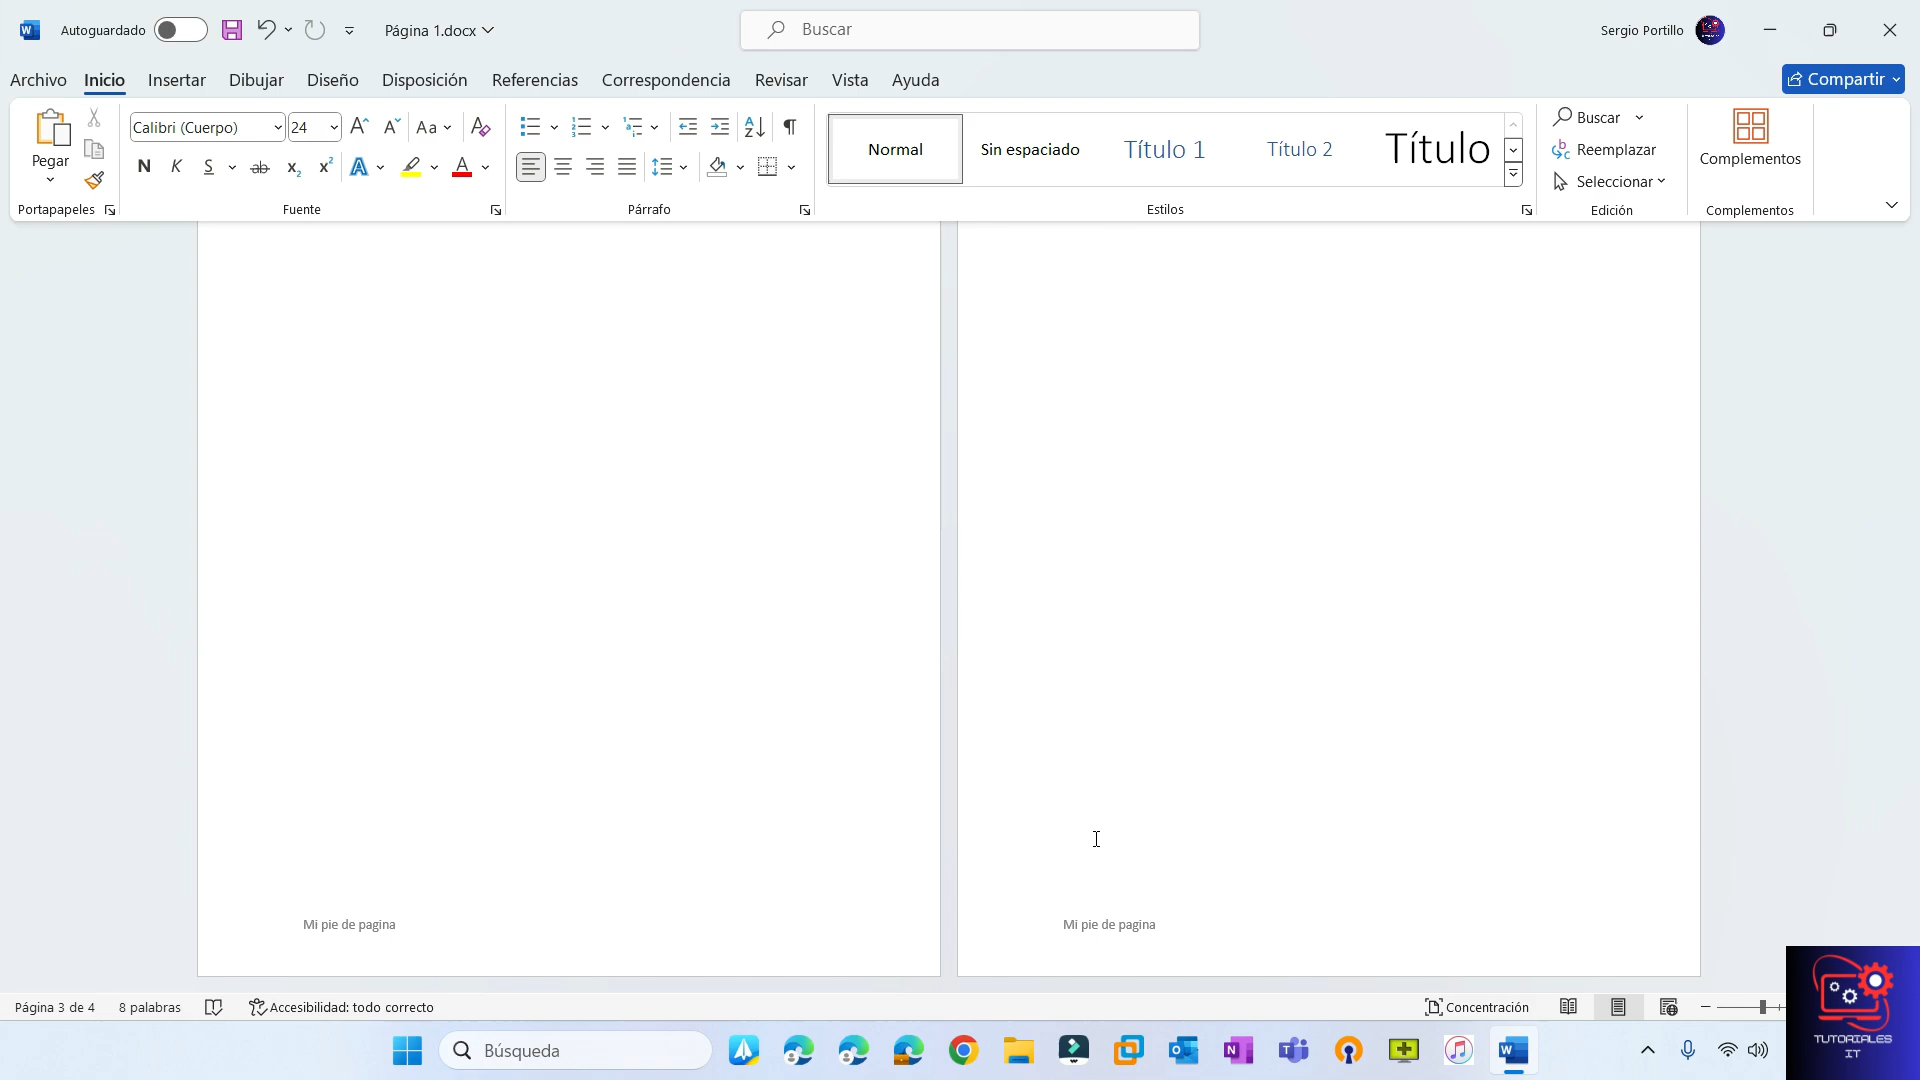 Autoguardado
Página 1.docx
Buscar
Sergio Portillo
Archivo Inicio Insertar Dibujar Diseño Disposición Referencias Correspondencia Revisar Vista Ayuda
Compartir
Pegar
Portapapeles
Calibri (Cuerpo) 24
Aa
N K S ab x₂ x² A A
Fuente
Párrafo
Normal
Sin espaciado
Título 1
Título 2
Título
Estilos
Buscar
Reemplazar
Seleccionar
Edición
Complementos
Complementos
Mi pie de pagina
Mi pie de pagina
Página 3 de 4
8 palabras
Accesibilidad: todo correcto
Concentración
Búsqueda
TUTORIALES
IT